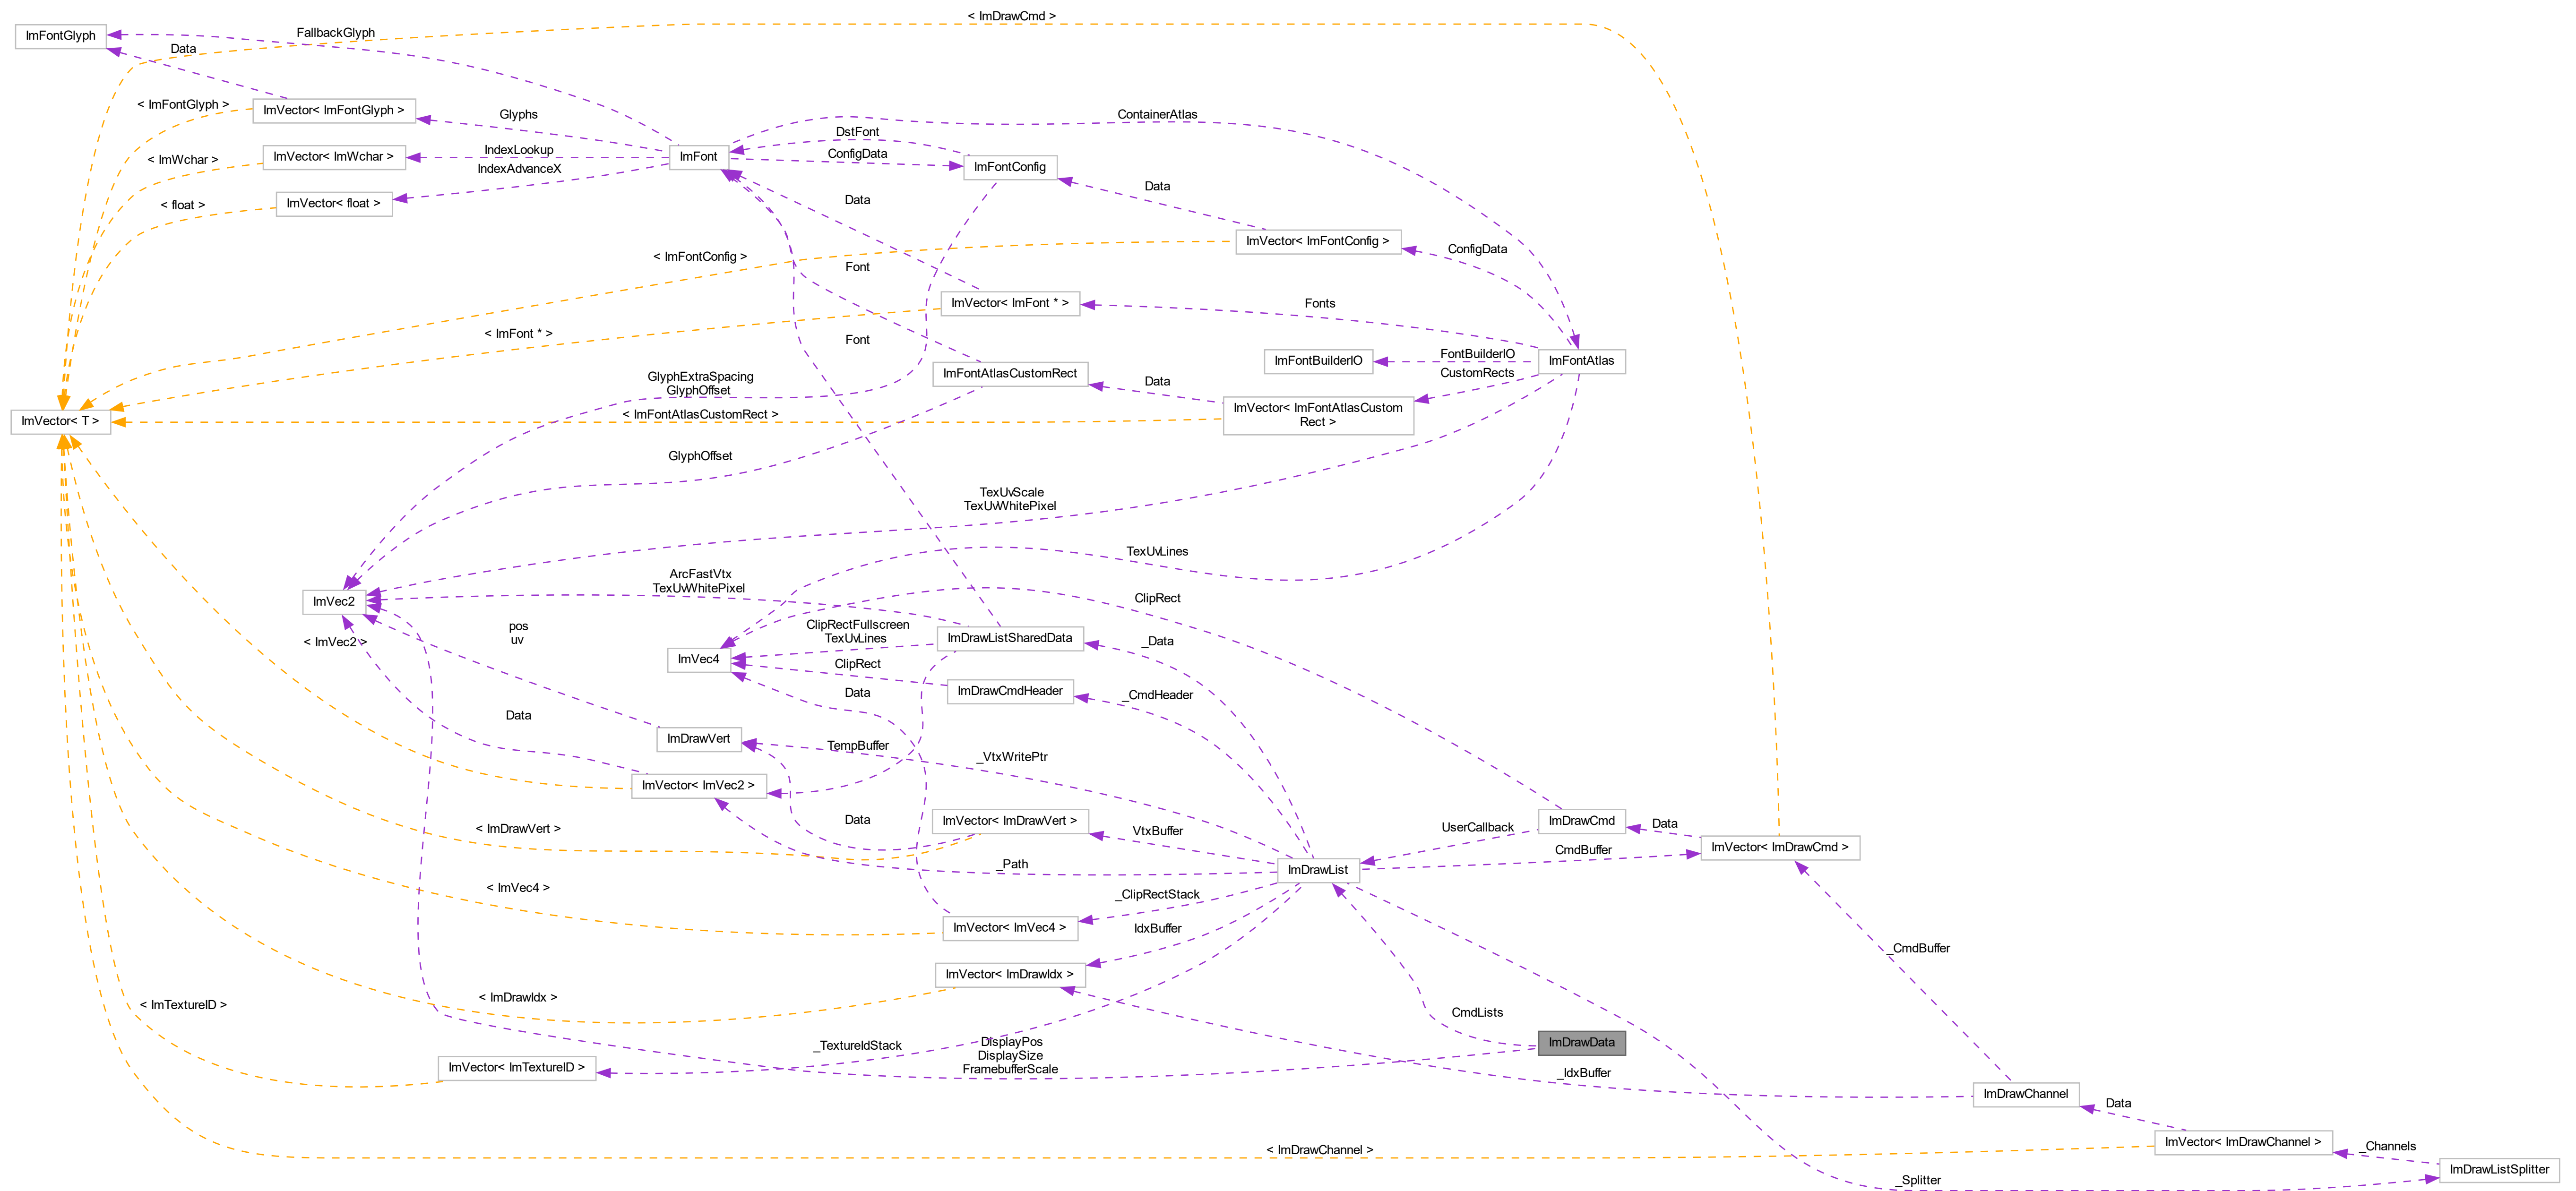 < ImDrawCmd >
ImFontGlyph
FallbackGlyph
Data
< ImFontGlyph >
ImVector< ImFontGlyph >
Glyphs
ContainerAtlas
DstFont
IndexLookup
ConfigData
ImVector< ImWchar >
ImFont
< ImWchar >
ImFontConfig
IndexAdvanceX
Data
ImVector< float >
Data
< float >
ImVector< ImFontConfig >
ConfigData
< ImFontConfig >
Font
ImVector< ImFont * >
Fonts
< ImFont * >
Font
FontBuilderIO
ImFontBuilderIO
ImFontAtlas
CustomRects
ImFontAtlasCustomRect
GlyphExtraSpacing
GlyphOffset
Data
ImVector< ImFontAtlasCustom
Rect >
< ImFontAtlasCustomRect >
ImVector< T >
GlyphOffset
TexUvScale
TexUvWhitePixel
TexUvLines
ArcFastVtx
TexUvWhitePixel
ImVec2
ClipRect
pos
uv
ClipRectFullscreen
TexUvLines
ImDrawListSharedData
_Data
< ImVec2 >
ImVec4
ClipRect
ImDrawCmdHeader
_CmdHeader
Data
Data
ImDrawVert
TempBuffer
_VtxWritePtr
ImVector< ImVec2 >
< ImDrawVert >
Data
ImVector< ImDrawVert >
VtxBuffer
UserCallback
ImDrawCmd
Data
ImVector< ImDrawCmd >
CmdBuffer
_Path
ImDrawList
< ImVec4 >
_ClipRectStack
ImVector< ImVec4 >
IdxBuffer
_CmdBuffer
ImVector< ImDrawIdx >
< ImDrawIdx >
< ImTextureID >
CmdLists
_TextureIdStack
DisplayPos
DisplaySize
FramebufferScale
ImDrawData
ImVector< ImTextureID >
_IdxBuffer
ImDrawChannel
Data
ImVector< ImDrawChannel >
_Channels
< ImDrawChannel >
ImDrawListSplitter
_Splitter